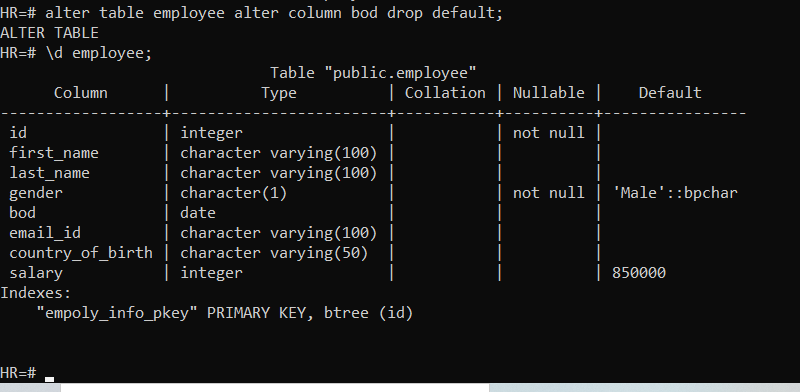 HR=# alter table employee alter column bod drop default;
ALTER TABLE
HR=# \d employee;
                              Table "public.employee"
      Column      |          Type          | Collation | Nullable |    Default
------------------+------------------------+-----------+----------+----------------
 id               | integer                |           | not null |
 first_name       | character varying(100) |           |          |
 last_name        | character varying(100) |           |          |
 gender           | character(1)           |           | not null | 'Male'::bpchar
 bod              | date                   |           |          |
 email_id         | character varying(100) |           |          |
 country_of_birth | character varying(50)  |           |          |
 salary           | integer                |           |          | 850000
Indexes:
    "empoly_info_pkey" PRIMARY KEY, btree (id)
HR=#